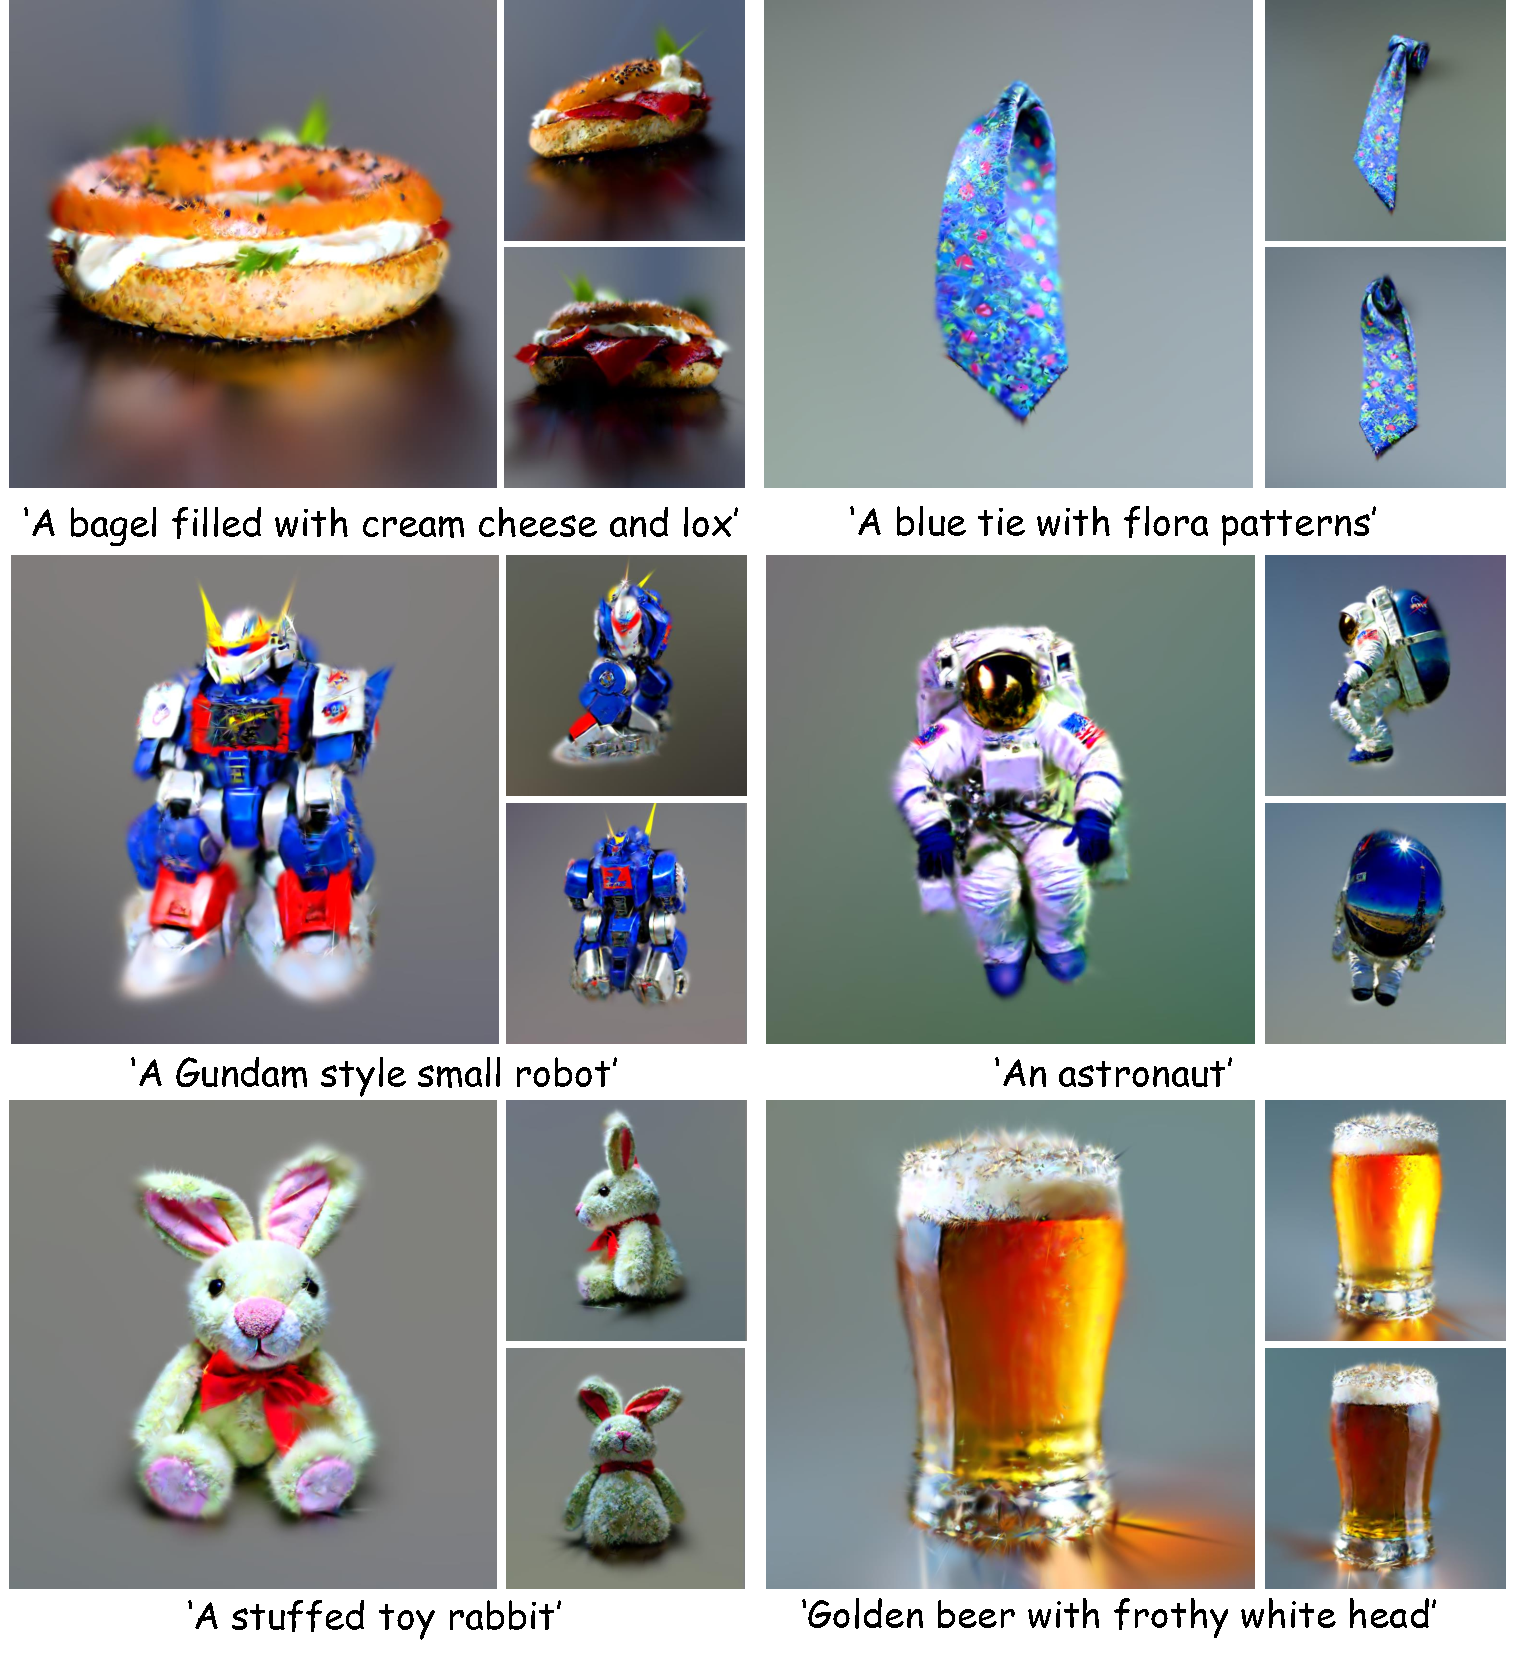 'A bagel filled with cream cheese and lox'
'A blue tie with flora patterns'
'A Gundam style small robot'
'An astronaut'
'A stuffed toy rabbit'
'Golden beer with frothy white head'